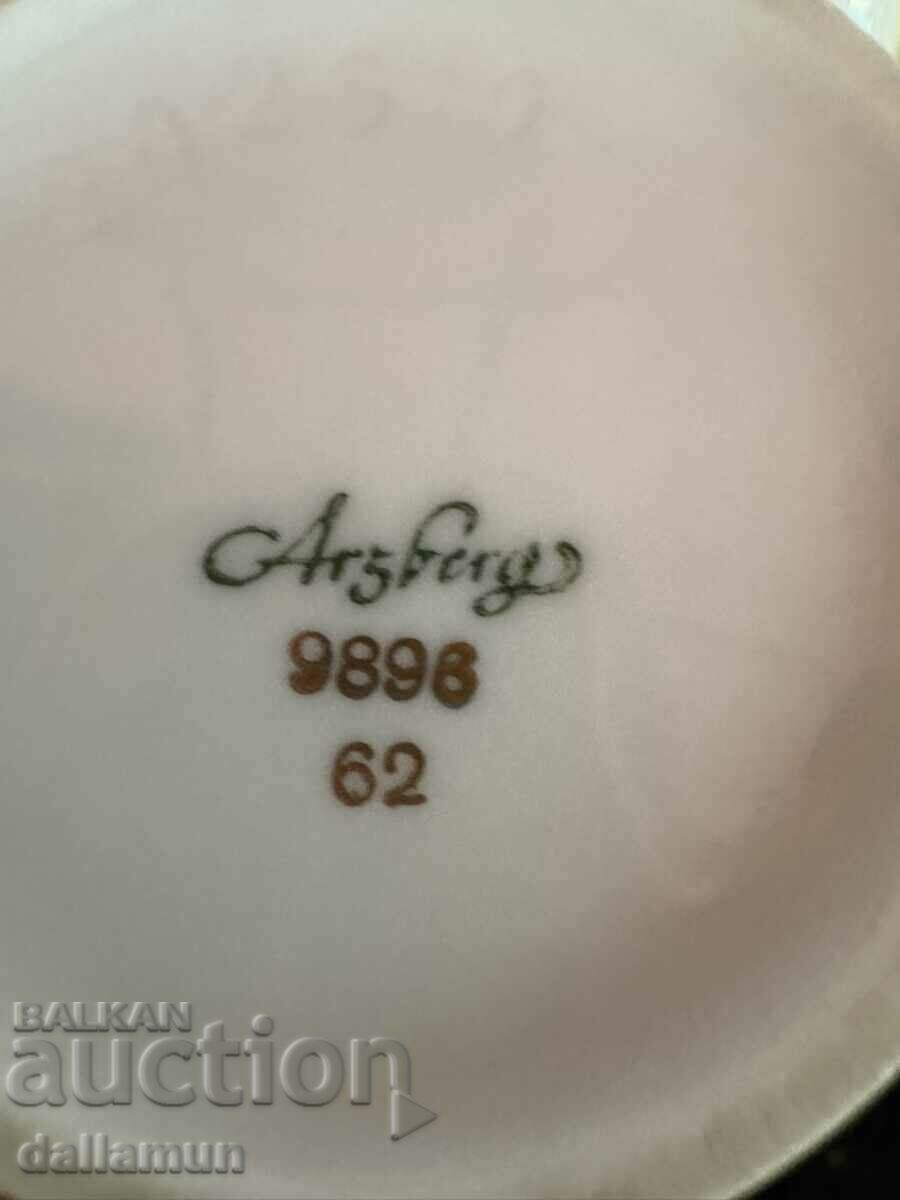 Arzberg
9896
62
BALKAN
auction
dallamun